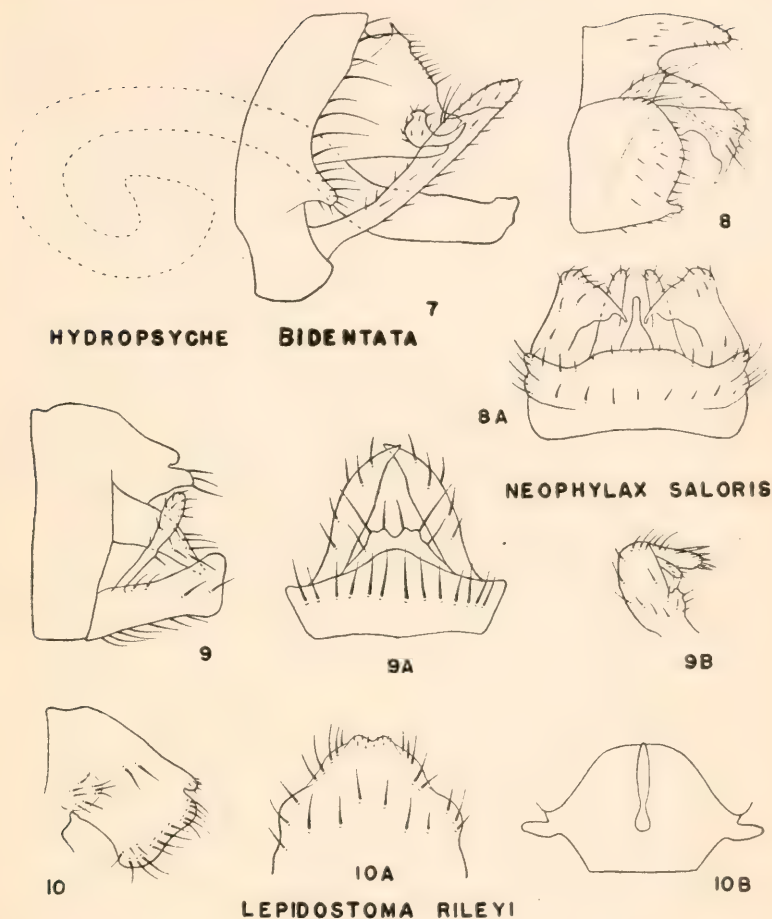 7
8
HYDROPSYCHE BIDENTATA
8A
NEOPHYLAX SALORIS
9
9A
9B
10
10A
10B
LEPIDOSTOMA RILEYI